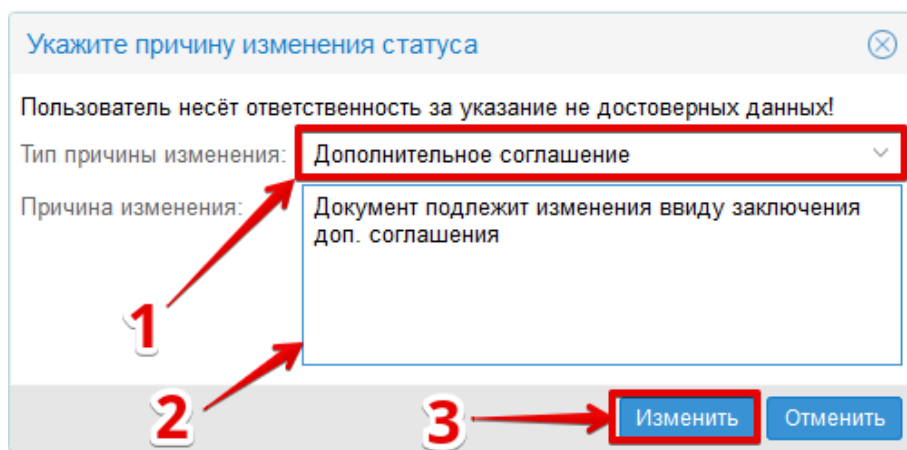 Укажите причину изменения статуса
Пользователь несёт ответственность за указание не достоверных данных!
Тип причины изменения: Дополнительное соглашение
Причина изменения: Документ подлежит изменения ввиду заключения
доп. соглашения
1
2
3
Изменить Отменить